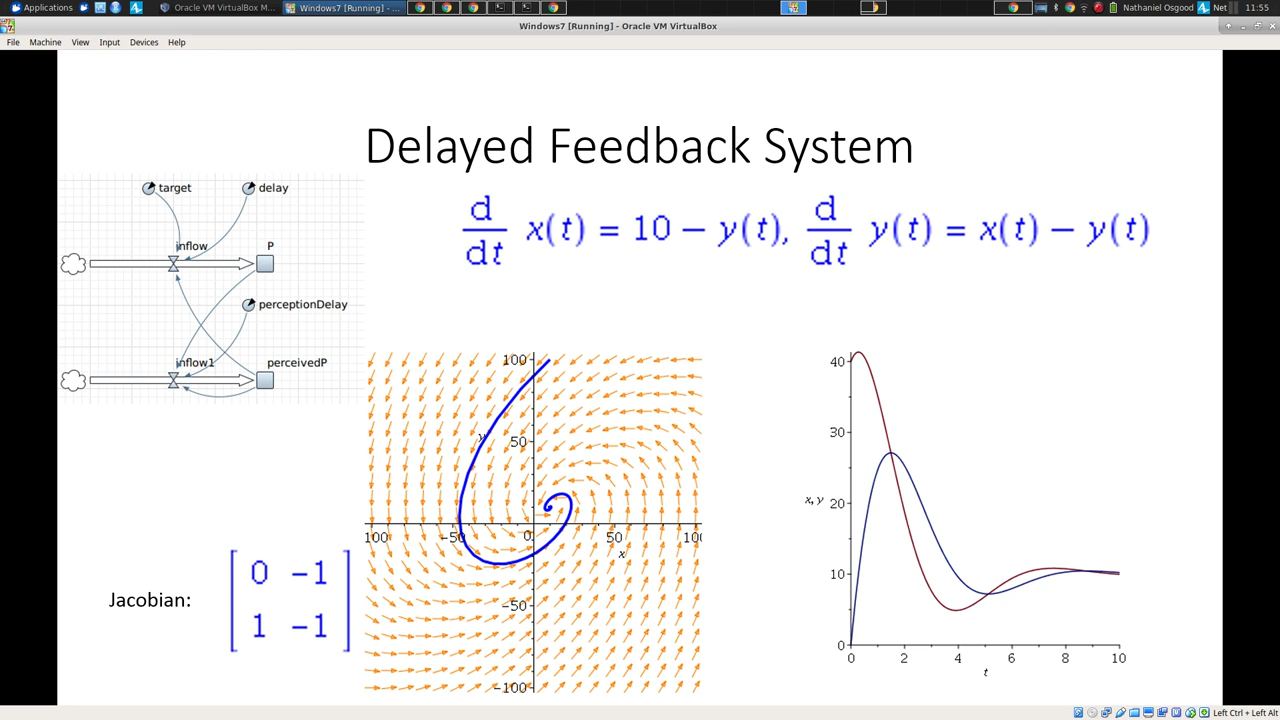 Applications
Oracle VM VirtualBox M...
Windows7 [Running] - ...
Nathaniel Osgood
Net
11:55
Windows7 [Running] - Oracle VM VirtualBox
File Machine View Input Devices Help
Delayed Feedback System
target
delay
inflow
P
perceptionDelay
inflow1
perceivedP
d/dt x(t) = 10 − y(t), d/dt y(t) = x(t) − y(t)
Jacobian:
0 −1
1 −1
100
y
50
100 −50 0 50 100
x
−50
−100
40
30
x, y
20
10
0
0 2 4 6 8 10
t
Left Ctrl + Left Alt